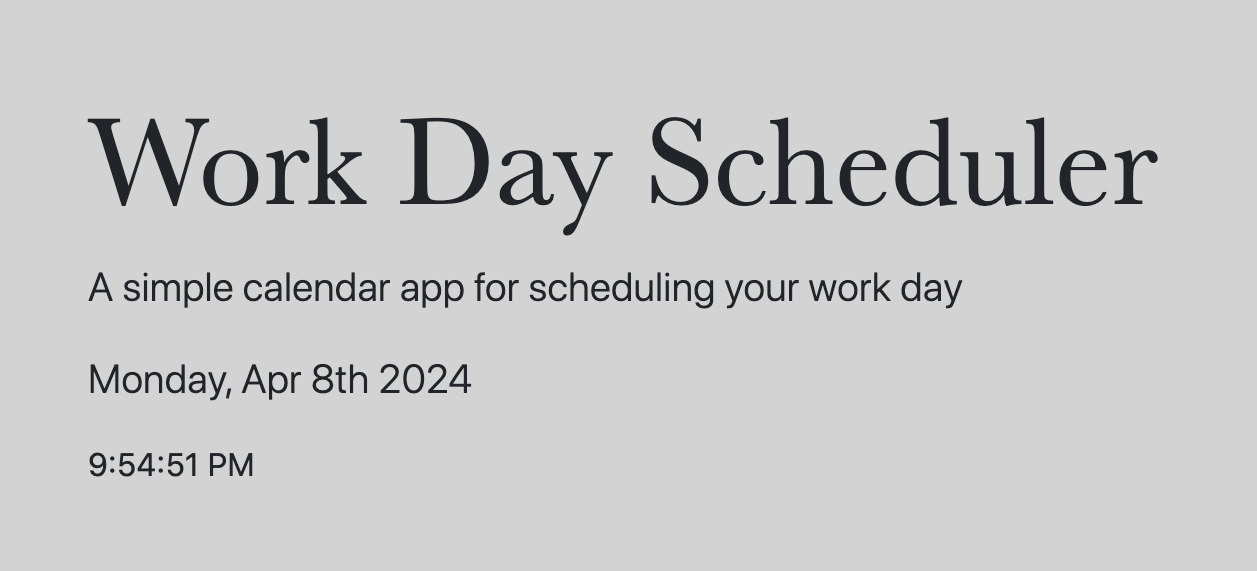 Work Day Scheduler
A simple calendar app for scheduling your work day
Monday, Apr 8th 2024
9:54:51 PM